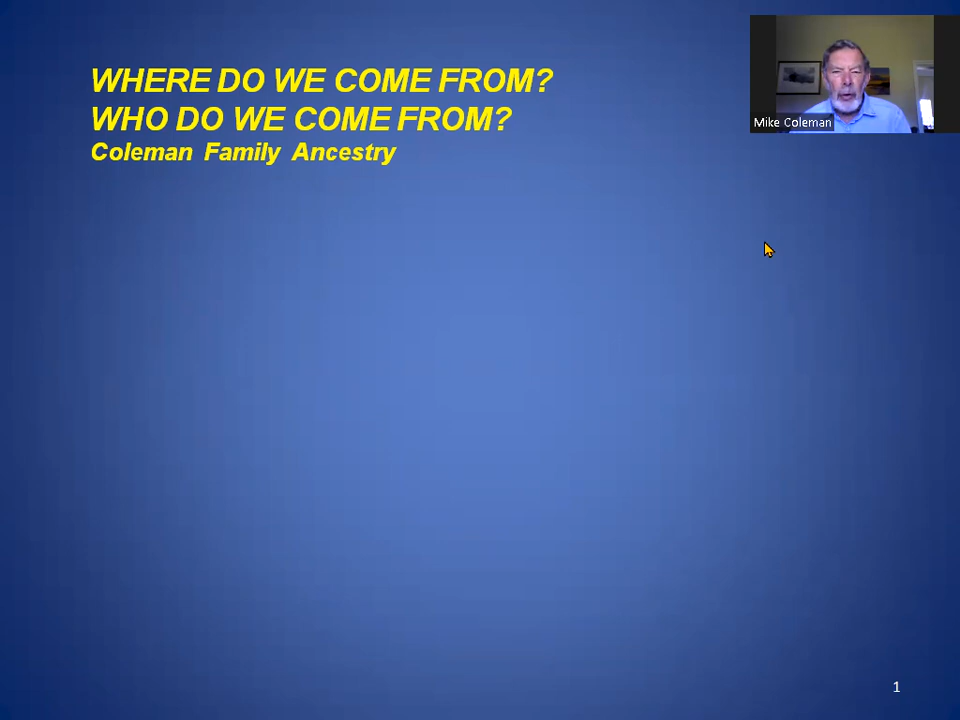 WHERE DO WE COME FROM?
WHO DO WE COME FROM?
Coleman Family Ancestry
Mike Coleman
1